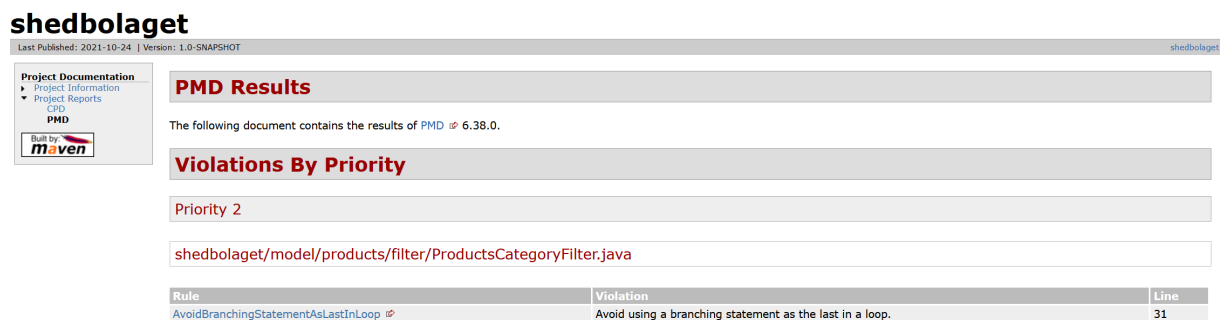 shedbolaget
Last Published: 2021-10-24 | Version: 1.0-SNAPSHOT shedbolaget
Project Documentation
Project Information
Project Reports
CPD
PMD
Built by:
maven
PMD Results
The following document contains the results of PMD 6.38.0.
Violations By Priority
Priority 2
shedbolaget/model/products/filter/ProductsCategoryFilter.java
Rule Violation Line
AvoidBranchingStatementAsLastInLoop Avoid using a branching statement as the last in a loop. 31